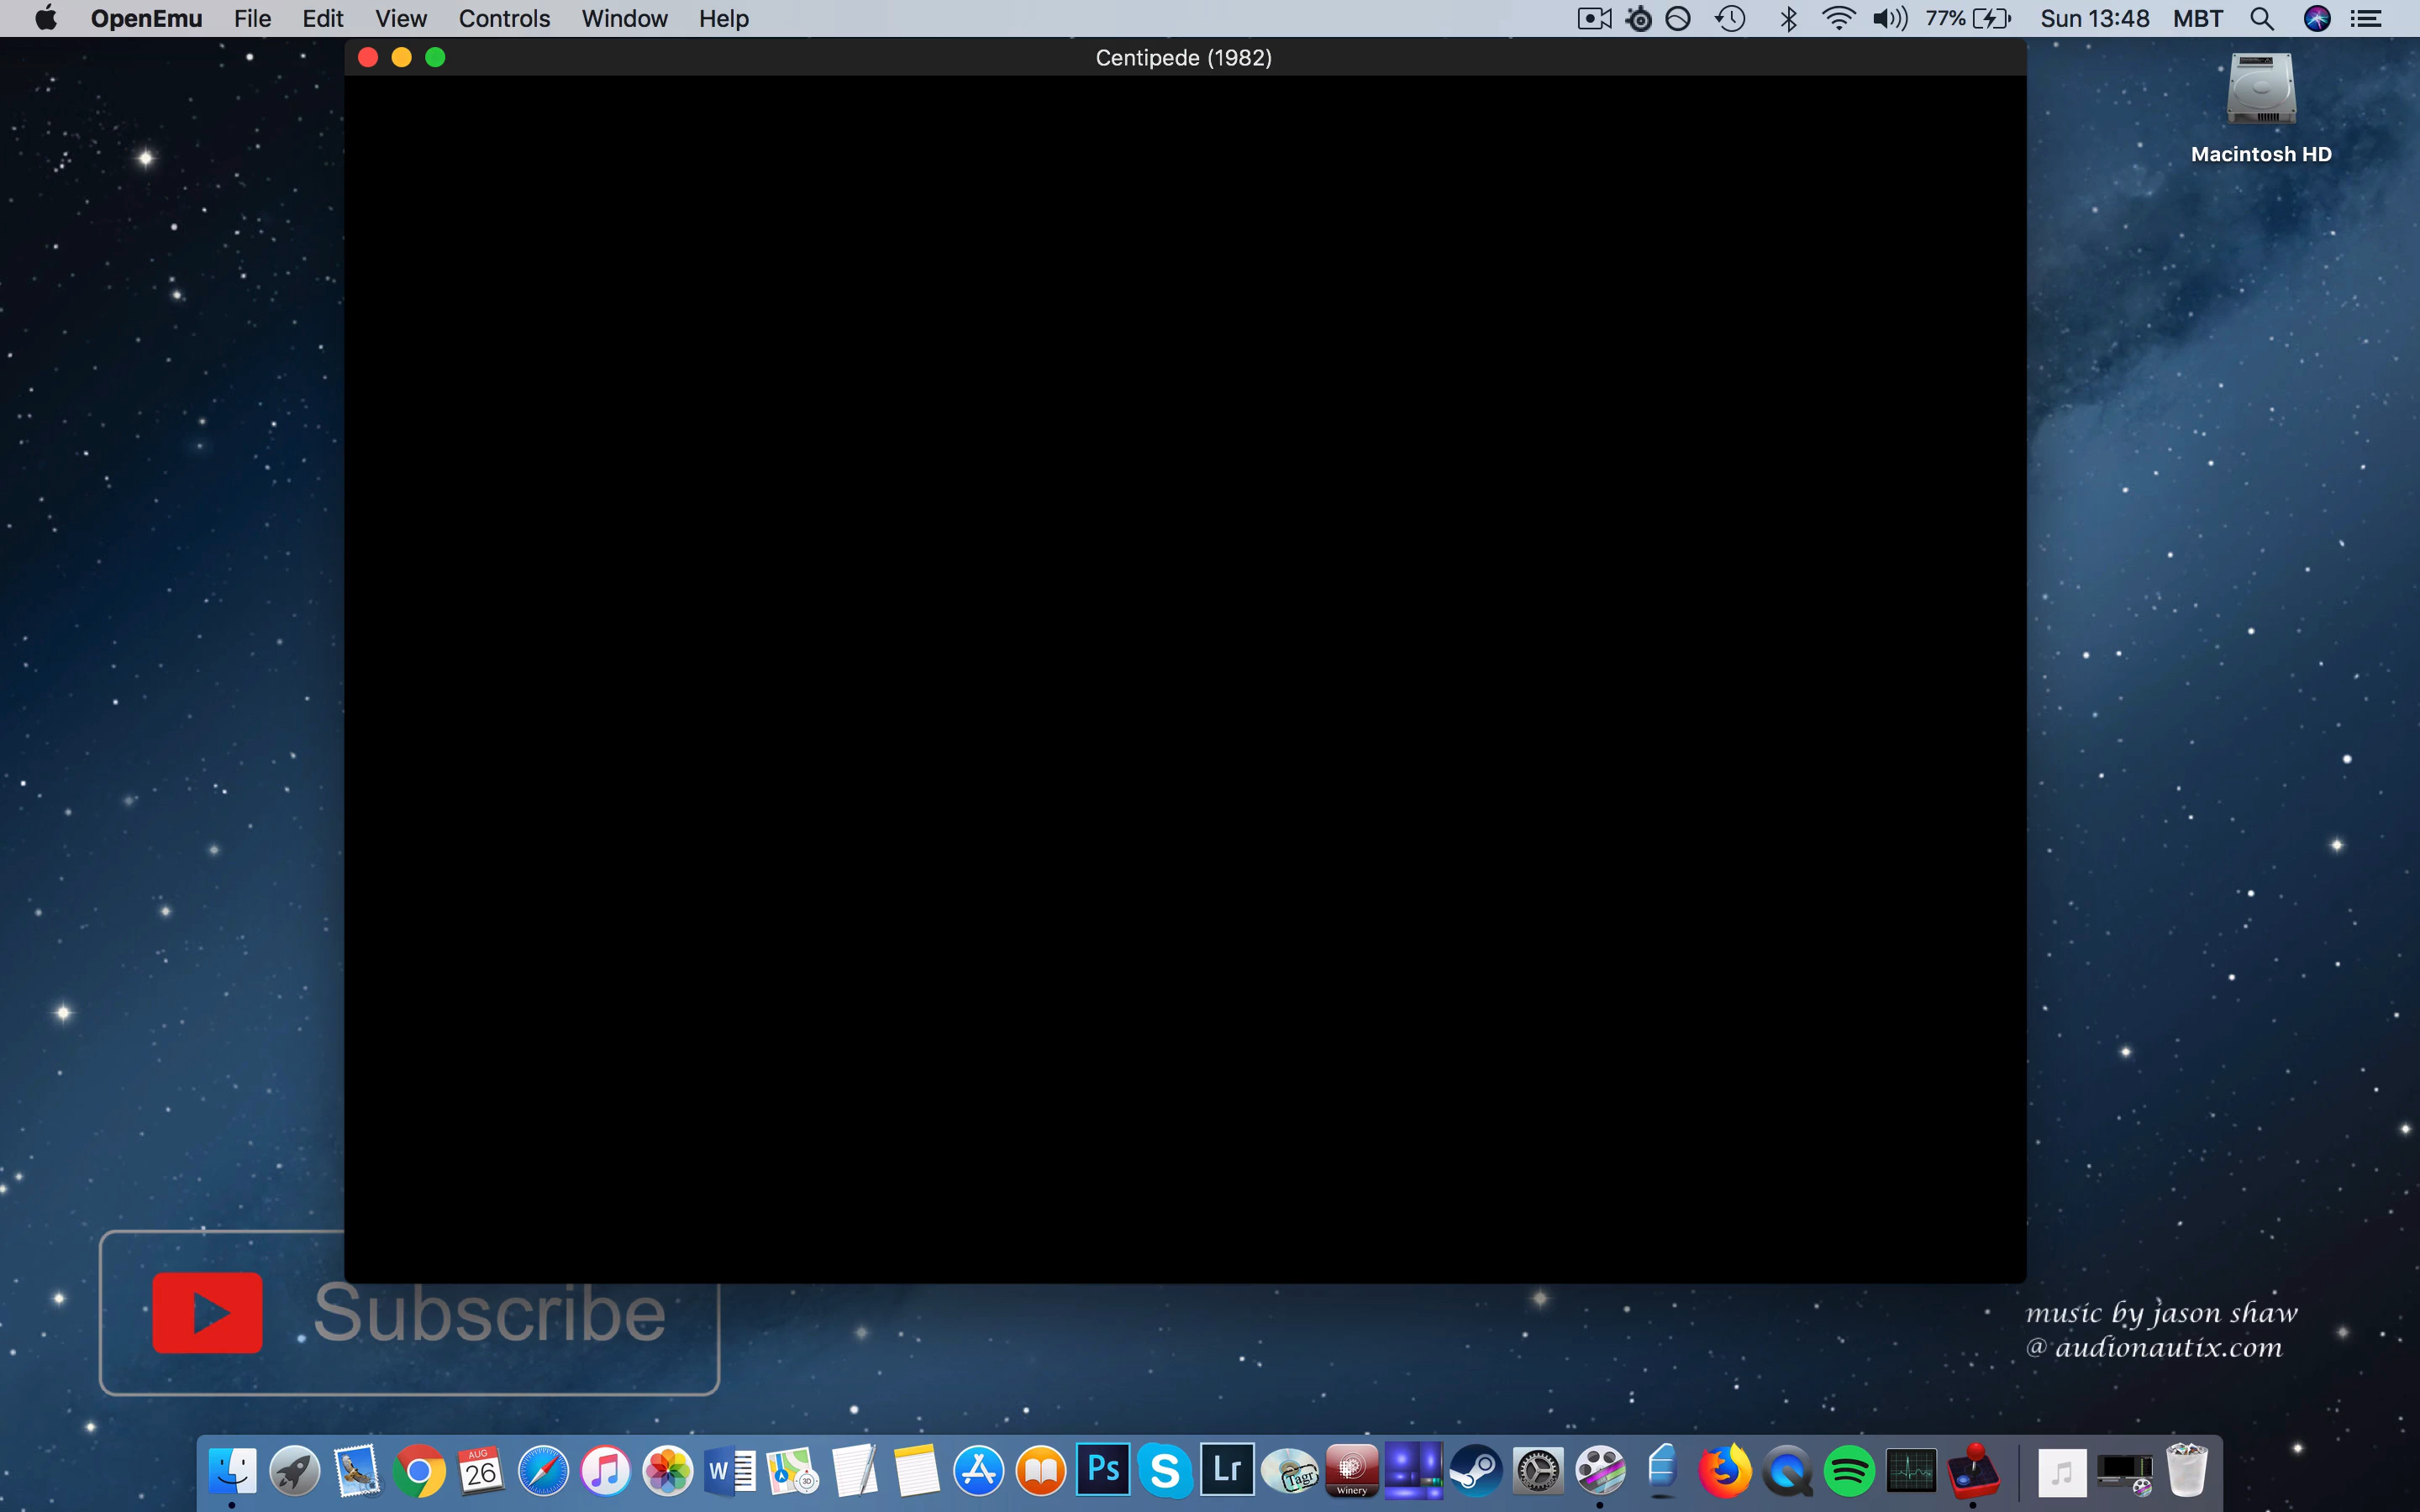 OpenEmu File Edit View Controls Window Help 77% Sun 13:48 MBT
Centipede (1982)
Macintosh HD
Subscribe
music by jason shaw
@ audionautix.com
AUG
26
W
3D
Ps
S
Lr
Tagr
Winery